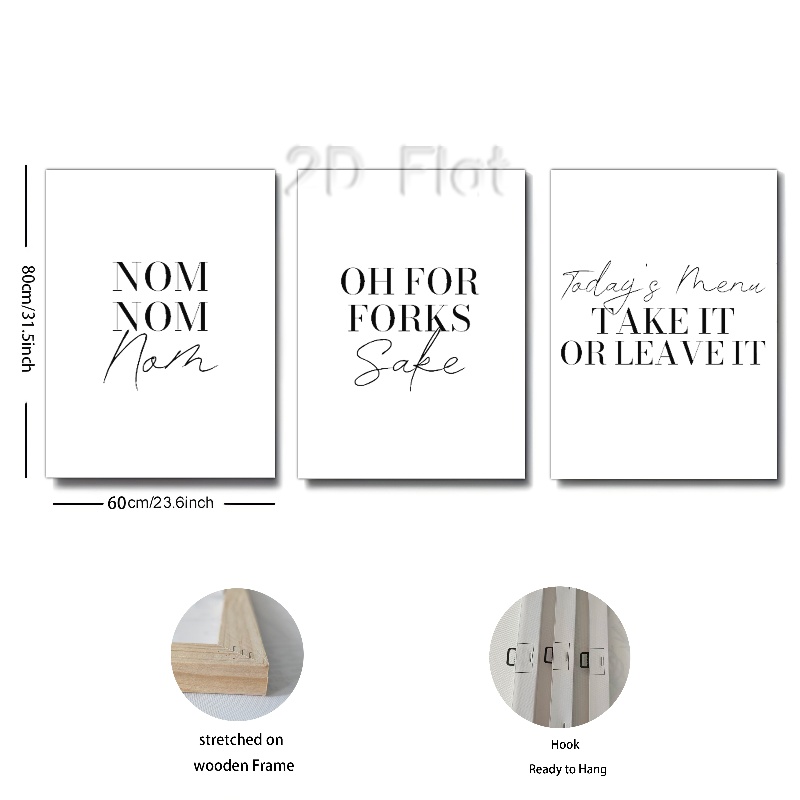 2D Flat
80cm/31.5inch
NOM
NOM
Nom
OH FOR
FORKS
Sake
Today's Menu
TAKE IT
OR LEAVE IT
60cm/23.6inch
stretched on
wooden Frame
Hook
Ready to Hang